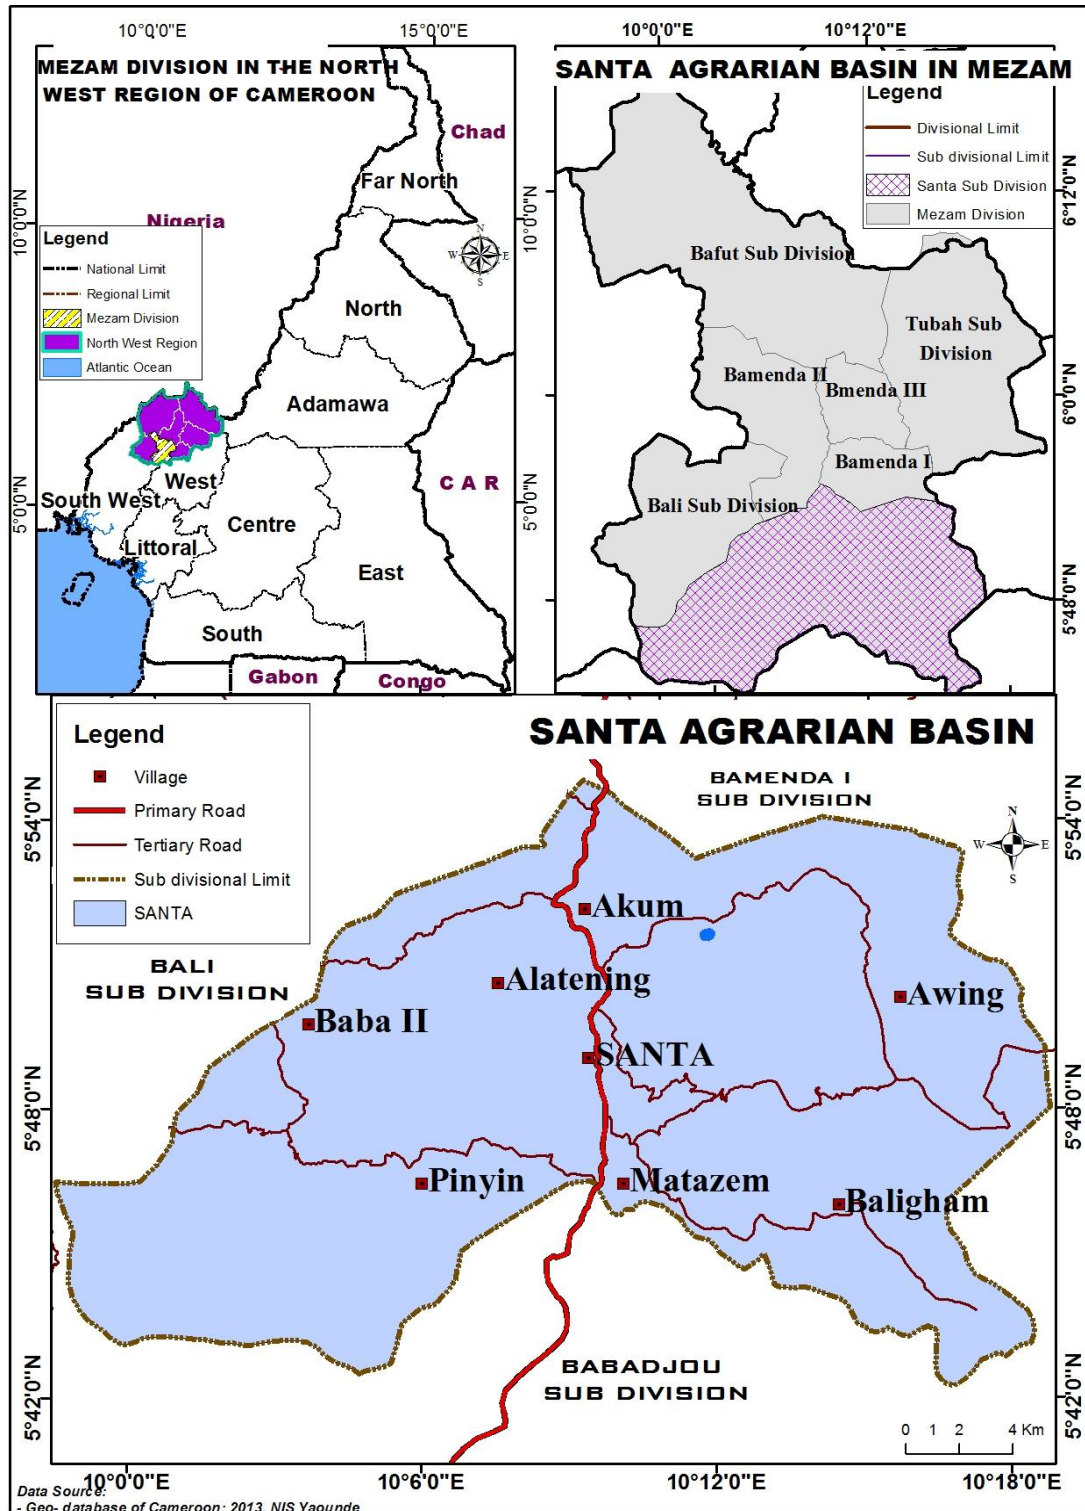 10°0'0"E
15°0'0"E
MEZAM DIVISION IN THE NORTH
WEST REGION OF CAMEROON
Chad
Far North
Nigeria
10°0'0"N
10°0'0"N
Legend
National Limit
Regional Limit
Mezam Division
North West Region
Atlantic Ocean
N
W
E
S
North
Adamawa
C A R
West
South West
Centre
Littoral
East
South
Gabon
Congo
5°0'0"N
5°0'0"N
10°0'0"E
10°12'0"E
SANTA AGRARIAN BASIN IN MEZAM
Legend
Divisional Limit
Sub divisional Limit
Santa Sub Division
Mezam Division
6°12'0"N
6°0'0"N
5°48'0"N
Bafut Sub Division
Tubah Sub
Division
Bamenda II
Bmenda III
Bamenda I
Bali Sub Division
SANTA AGRARIAN BASIN
Legend
Village
Primary Road
Tertiary Road
Sub divisional Limit
SANTA
BAMENDA I
SUB DIVISION
N
W
E
S
5°54'0"N
5°54'0"N
Akum
BALI
SUB DIVISION
Alatening
Awing
Baba II
SANTA
5°48'0"N
5°48'0"N
Pinyin
Matazem
Baligham
BABADJOU
SUB DIVISION
5°42'0"N
5°42'0"N
0 1 2 4 Km
10°0'0"E
10°6'0"E
10°12'0"E
10°18'0"E
Data Source:
- Geo- database of Cameroon: 2013, NIS Yaounde